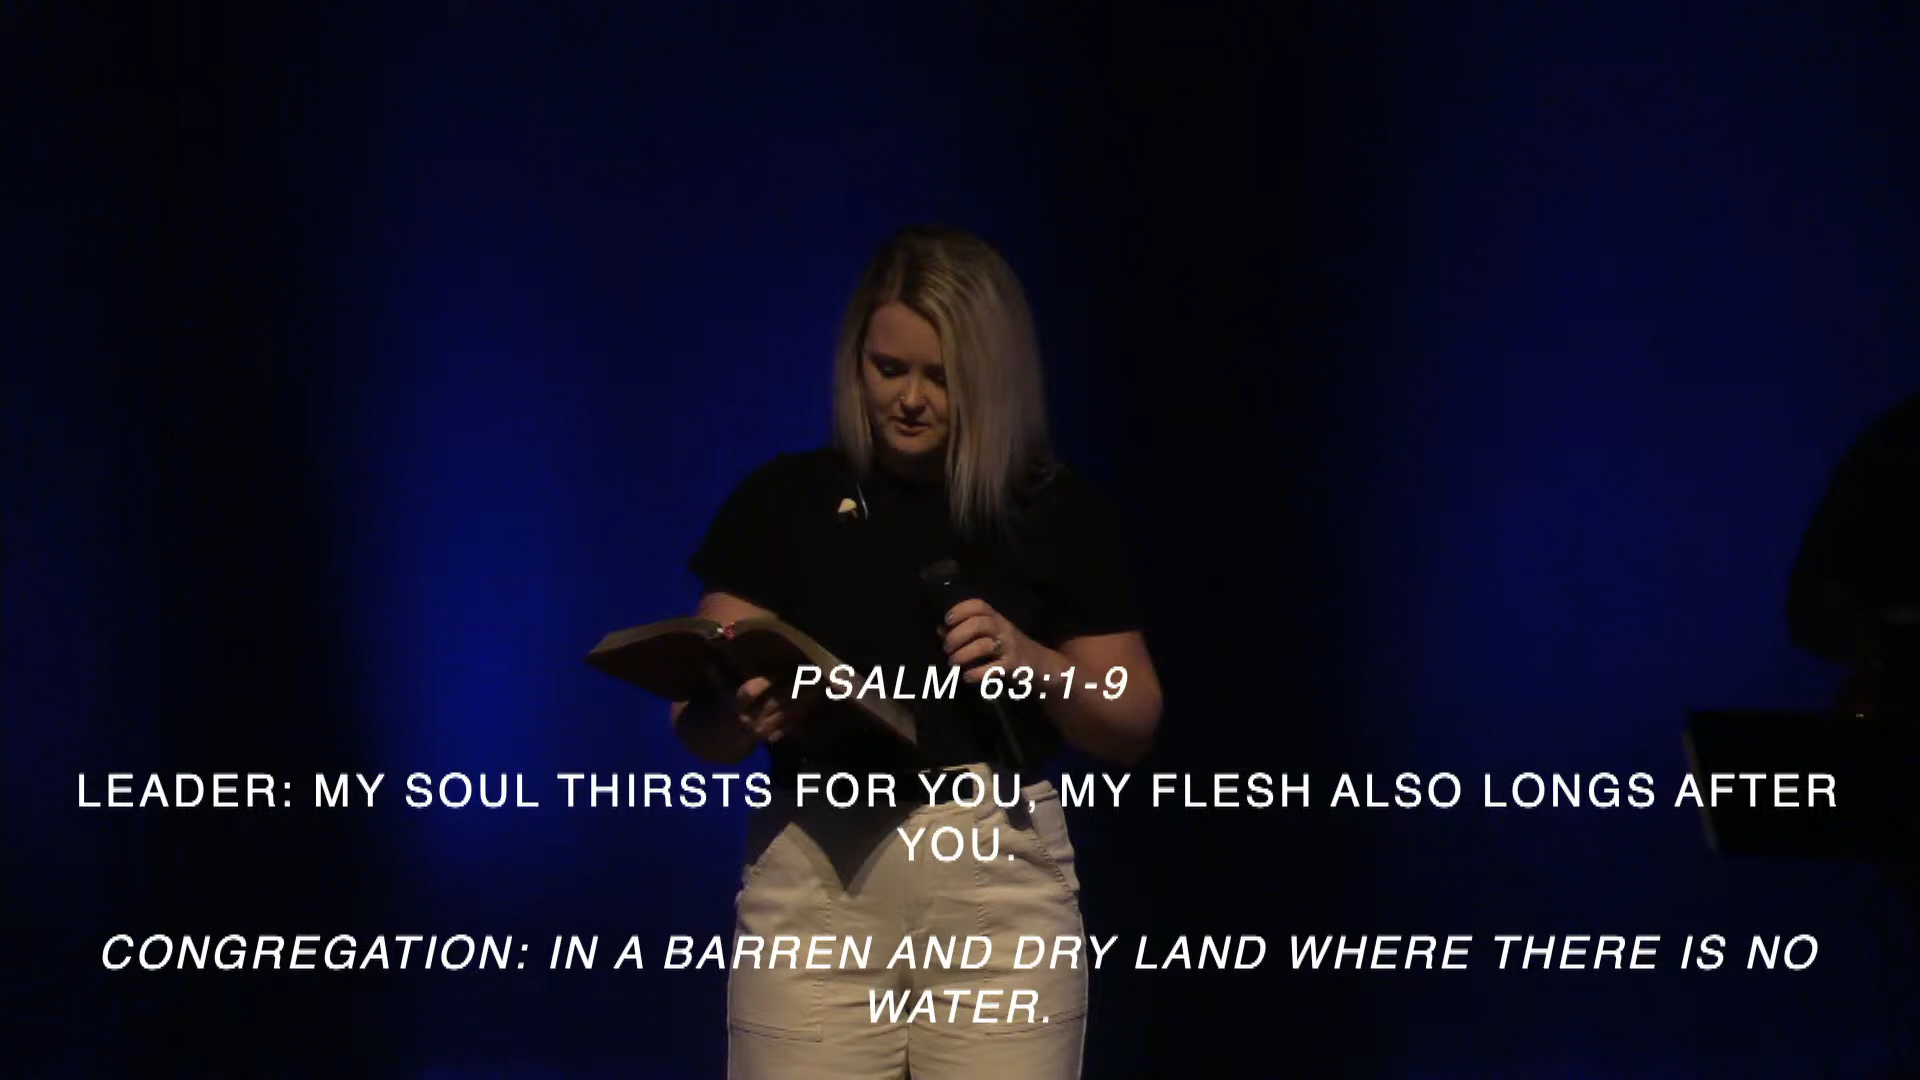 PSALM 63:1-9
LEADER: MY SOUL THIRSTS FOR YOU, MY FLESH ALSO LONGS AFTER
YOU.
CONGREGATION: IN A BARREN AND DRY LAND WHERE THERE IS NO
WATER.